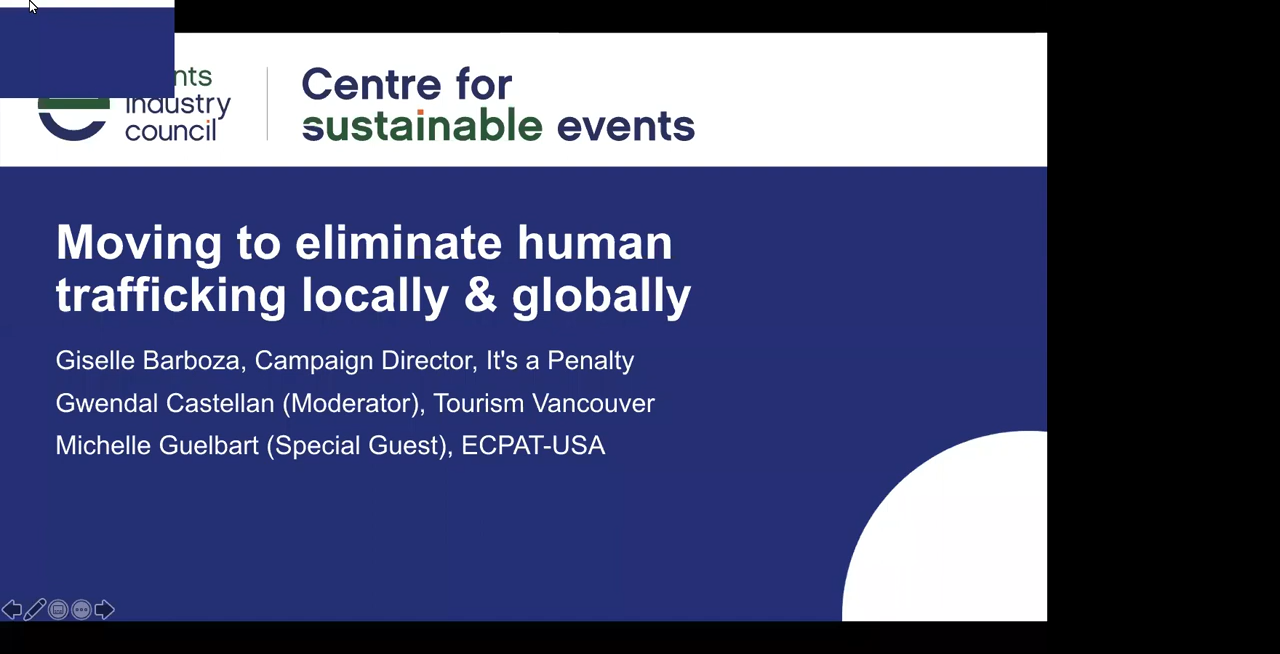 industry
council
Centre for
sustainable events
Moving to eliminate human
trafficking locally & globally
Giselle Barboza, Campaign Director, It's a Penalty
Gwendal Castellan (Moderator), Tourism Vancouver
Michelle Guelbart (Special Guest), ECPAT-USA